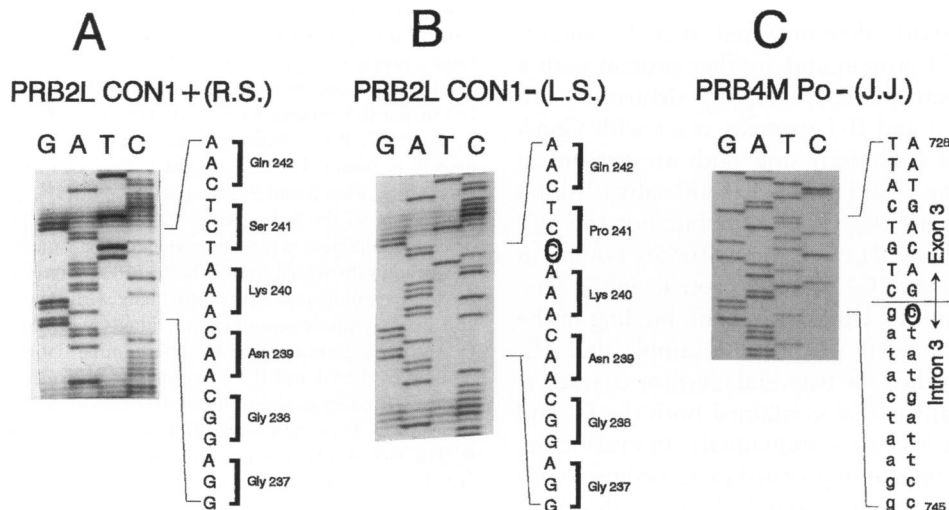 A
B
C
PRB2L CON1+(R.S.)
PRB2L CON1-(L.S.)
PRB4M Po-(J.J.)
G A T C
A
A
C
T
C
T
A
A
A
C
A
A
C
G
G
A
G
G
Gln 242
Ser 241
Lys 240
Asn 239
Gly 238
Gly 237
G A T C
A
A
C
T
C
C
A
A
A
C
A
A
C
G
G
A
G
G
Gln 242
Pro 241
Lys 240
Asn 239
Gly 238
Gly 237
G A T C
T A 728
T A
A T
C G
T A
G C
T A
C G
g C
a t
t a
a t
c g
t a
a t
a t
g c
g c 745
Exon 3
Intron 3